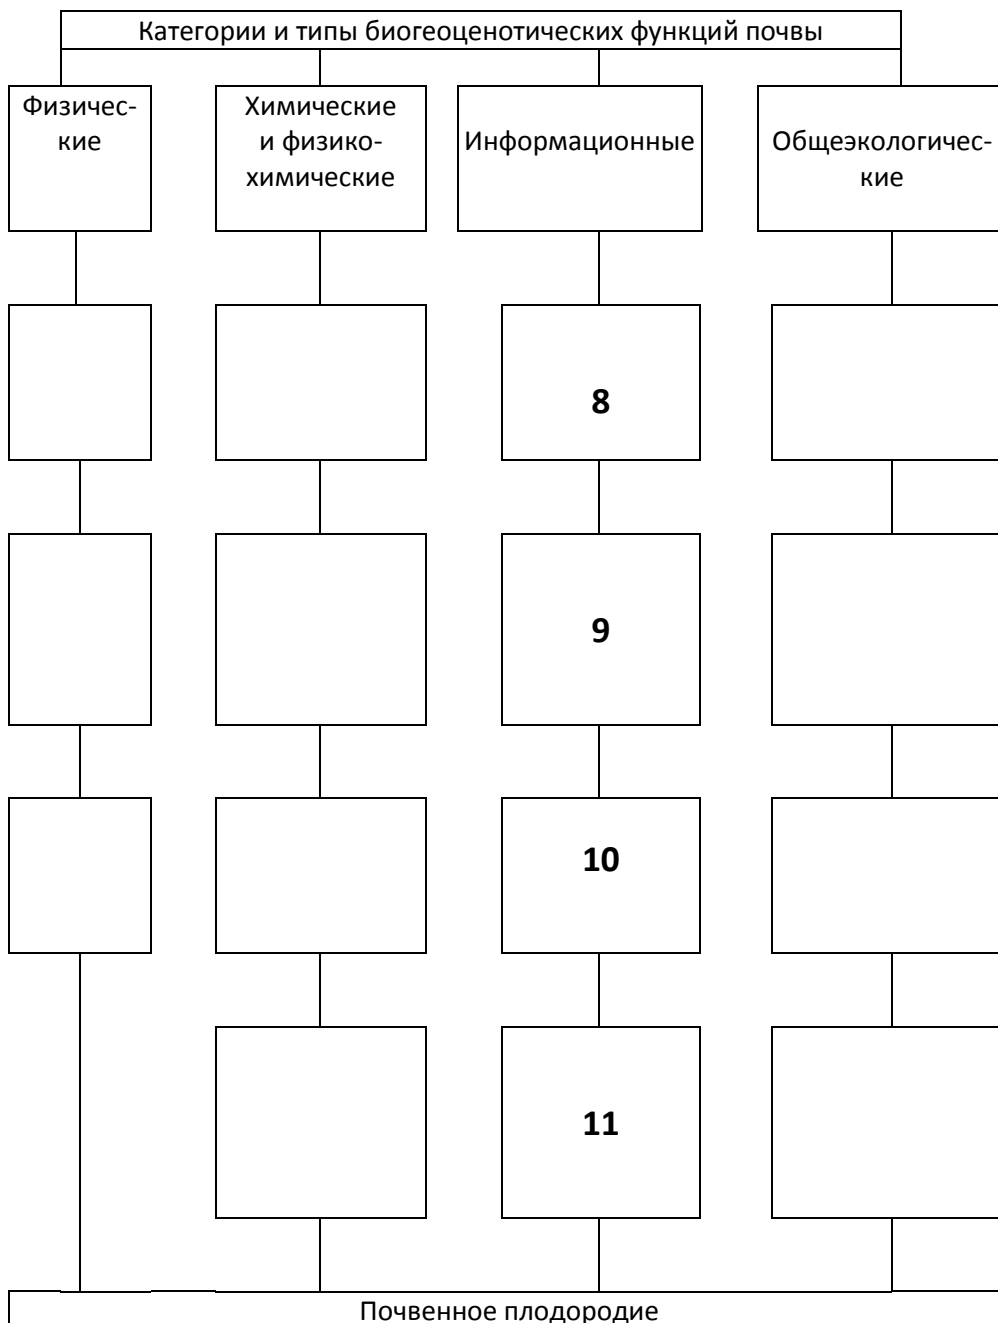 Категории и типы биогеоценотических функций почвы
Физичес-
кие
Химические
и физико-
химические
Информационные
Общеэкологичес-
кие
8
9
10
11
Почвенное плодородие